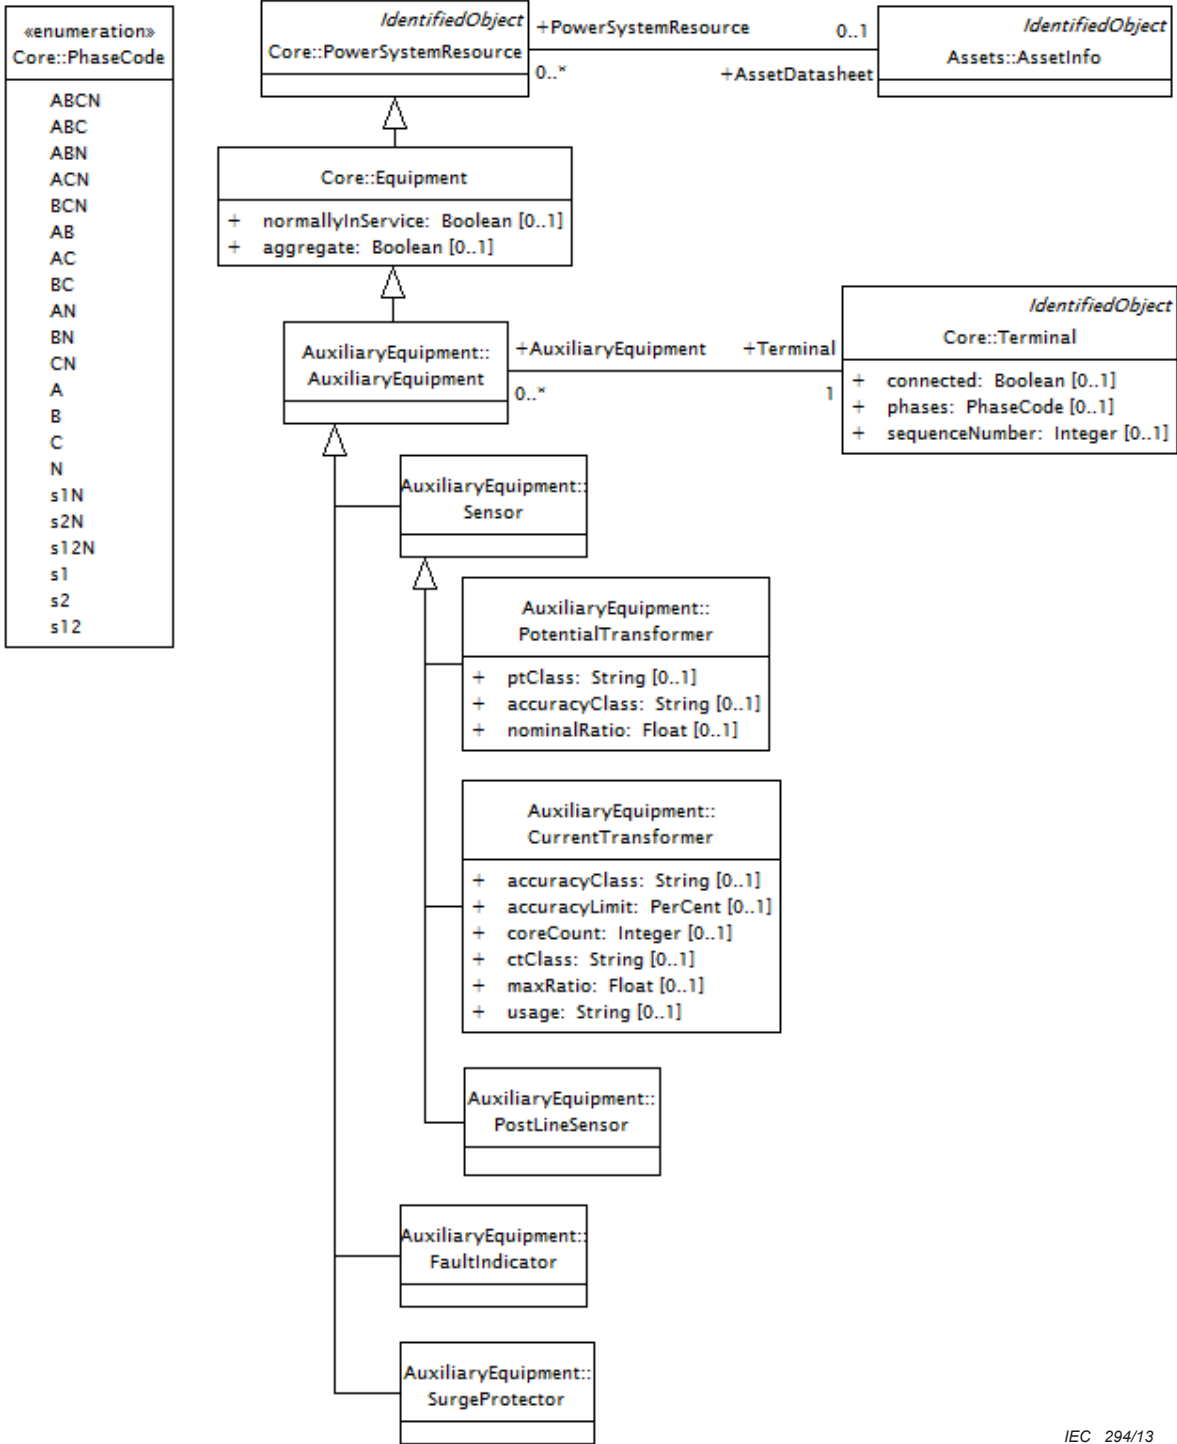 «enumeration»
Core::PhaseCode
ABCN
ABC
ABN
ACN
BCN
AB
AC
BC
AN
BN
CN
A
B
C
N
s1N
s2N
s12N
s1
s2
s12
IdentifiedObject
Core::PowerSystemResource
+PowerSystemResource
0..1
0..*
+AssetDatasheet
IdentifiedObject
Assets::AssetInfo
Core::Equipment
+ normallyInService: Boolean [0..1]
+ aggregate: Boolean [0..1]
AuxiliaryEquipment::
AuxiliaryEquipment
+AuxiliaryEquipment
+Terminal
0..*
1
IdentifiedObject
Core::Terminal
+ connected: Boolean [0..1]
+ phases: PhaseCode [0..1]
+ sequenceNumber: Integer [0..1]
AuxiliaryEquipment::
Sensor
AuxiliaryEquipment::
PotentialTransformer
+ ptClass: String [0..1]
+ accuracyClass: String [0..1]
+ nominalRatio: Float [0..1]
AuxiliaryEquipment::
CurrentTransformer
+ accuracyClass: String [0..1]
+ accuracyLimit: PerCent [0..1]
+ coreCount: Integer [0..1]
+ ctClass: String [0..1]
+ maxRatio: Float [0..1]
+ usage: String [0..1]
AuxiliaryEquipment::
PostLineSensor
AuxiliaryEquipment::
FaultIndicator
AuxiliaryEquipment::
SurgeProtector
IEC 294/13